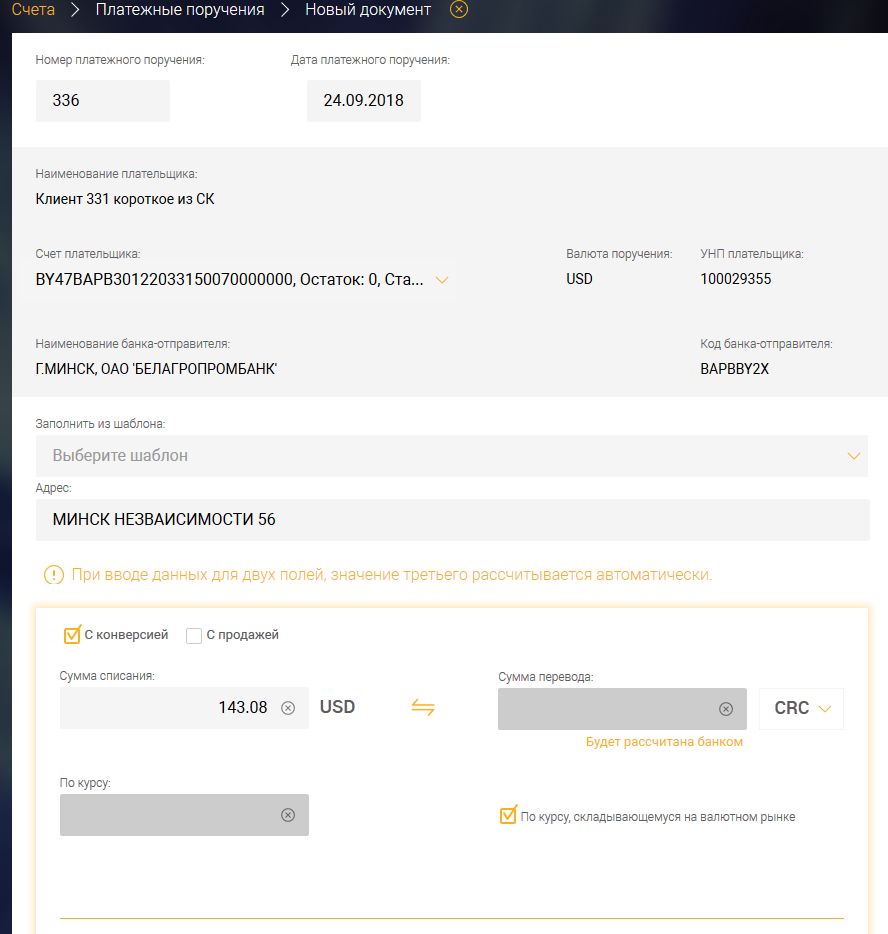 Счета > Платежные поручения > Новый документ
Номер платежного поручения: Дата платежного поручения:
336 24.09.2018
Наименование плательщика:
Клиент 331 короткое из СК
Счет плательщика: Валюта поручения: УНП плательщика:
BY47BAPB30122033150070000000, Остаток: 0, Ста... USD 100029355
Наименование банка-отправителя: Код банка-отправителя:
Г.МИНСК, ОАО 'БЕЛАГРОПРОМБАНК' BAPBBY2X
Заполнить из шаблона:
Выберите шаблон
Адрес:
МИНСК НЕЗВАИСИМОСТИ 56
При вводе данных для двух полей, значение третьего рассчитывается автоматически.
С конверсией С продажей
Сумма списания: Сумма перевода:
143.08 USD CRC
Будет рассчитана банком
По курсу:
По курсу, складывающемуся на валютном рынке